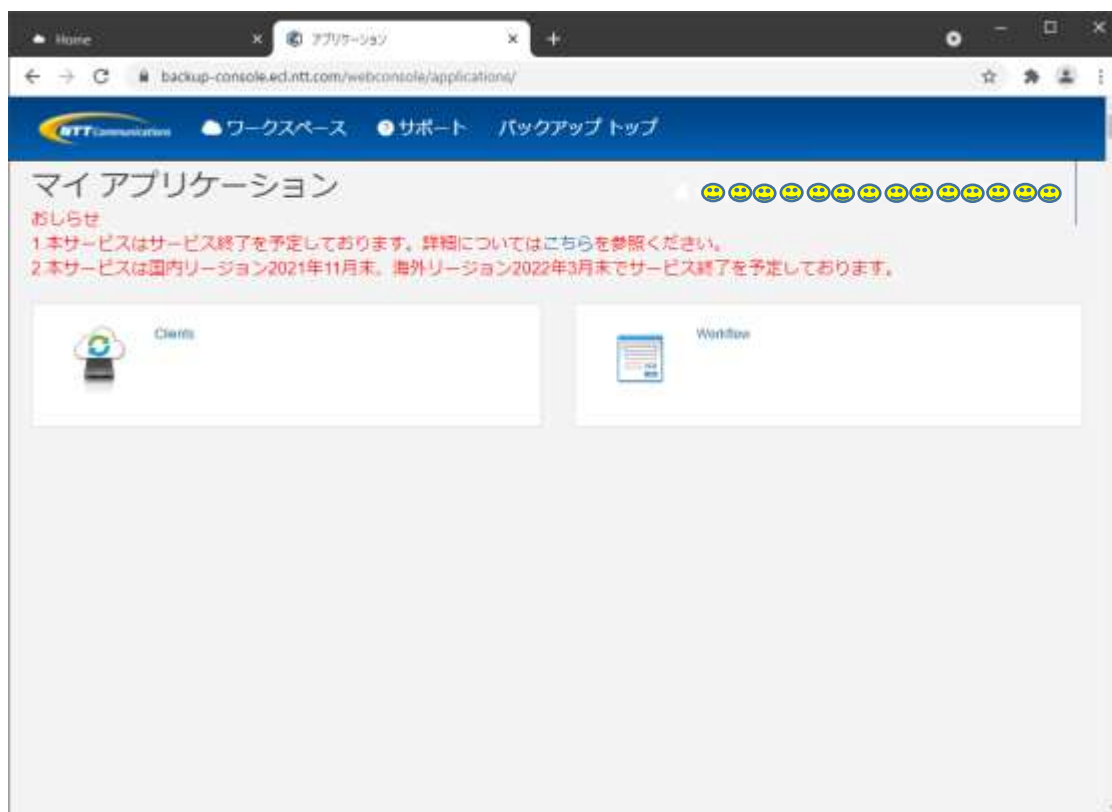 Home
アプリケーション
backup-console.ecl.ntt.com/webconsole/applications/
NTT Communications ワークスペース サポート バックアップ トップ
マイ アプリケーション
おしらせ
1.本サービスはサービス終了を予定しております。詳細についてはこちらを参照ください。
2.本サービスは国内リージョン2021年11月末、海外リージョン2022年3月末でサービス終了を予定しております。
Clients
Workflow